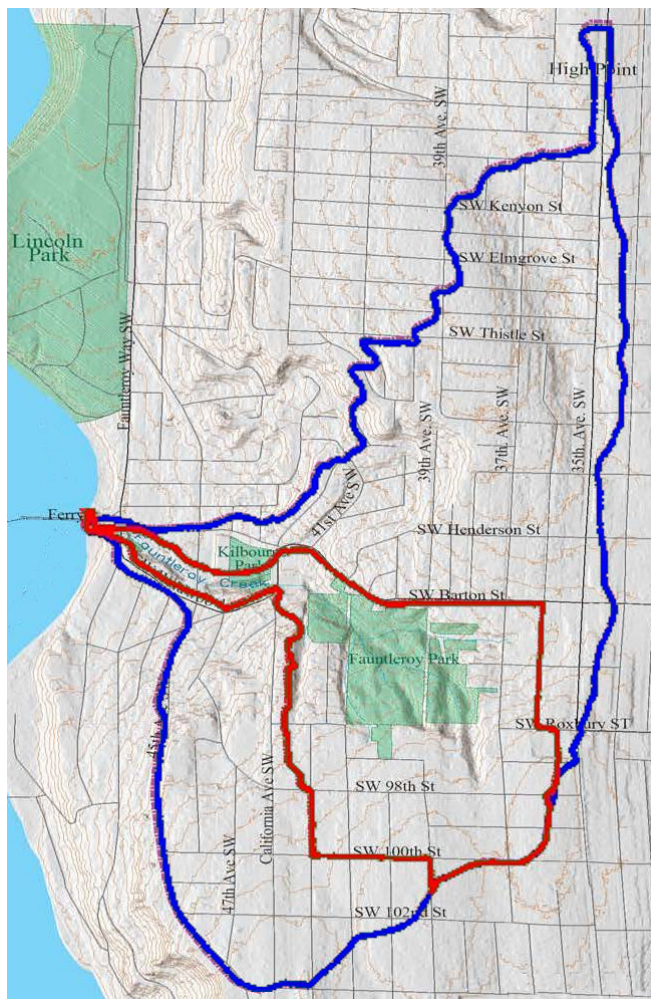 High Point
39th Ave. SW
SW Kenyon St
Lincoln
Park
SW Elmgrove St
Fauntleroy Way SW
SW Thistle St
39th Ave. SW
37th Ave. SW
35th. Ave. SW
41st Ave SW
Ferry
SW Henderson St
Fauntleroy
Creek
SW Barton St
Fauntleroy Park
SW Roxbury ST
California Ave SW
SW 98th St
SW 100th St
47th Ave SW
SW 102nd St